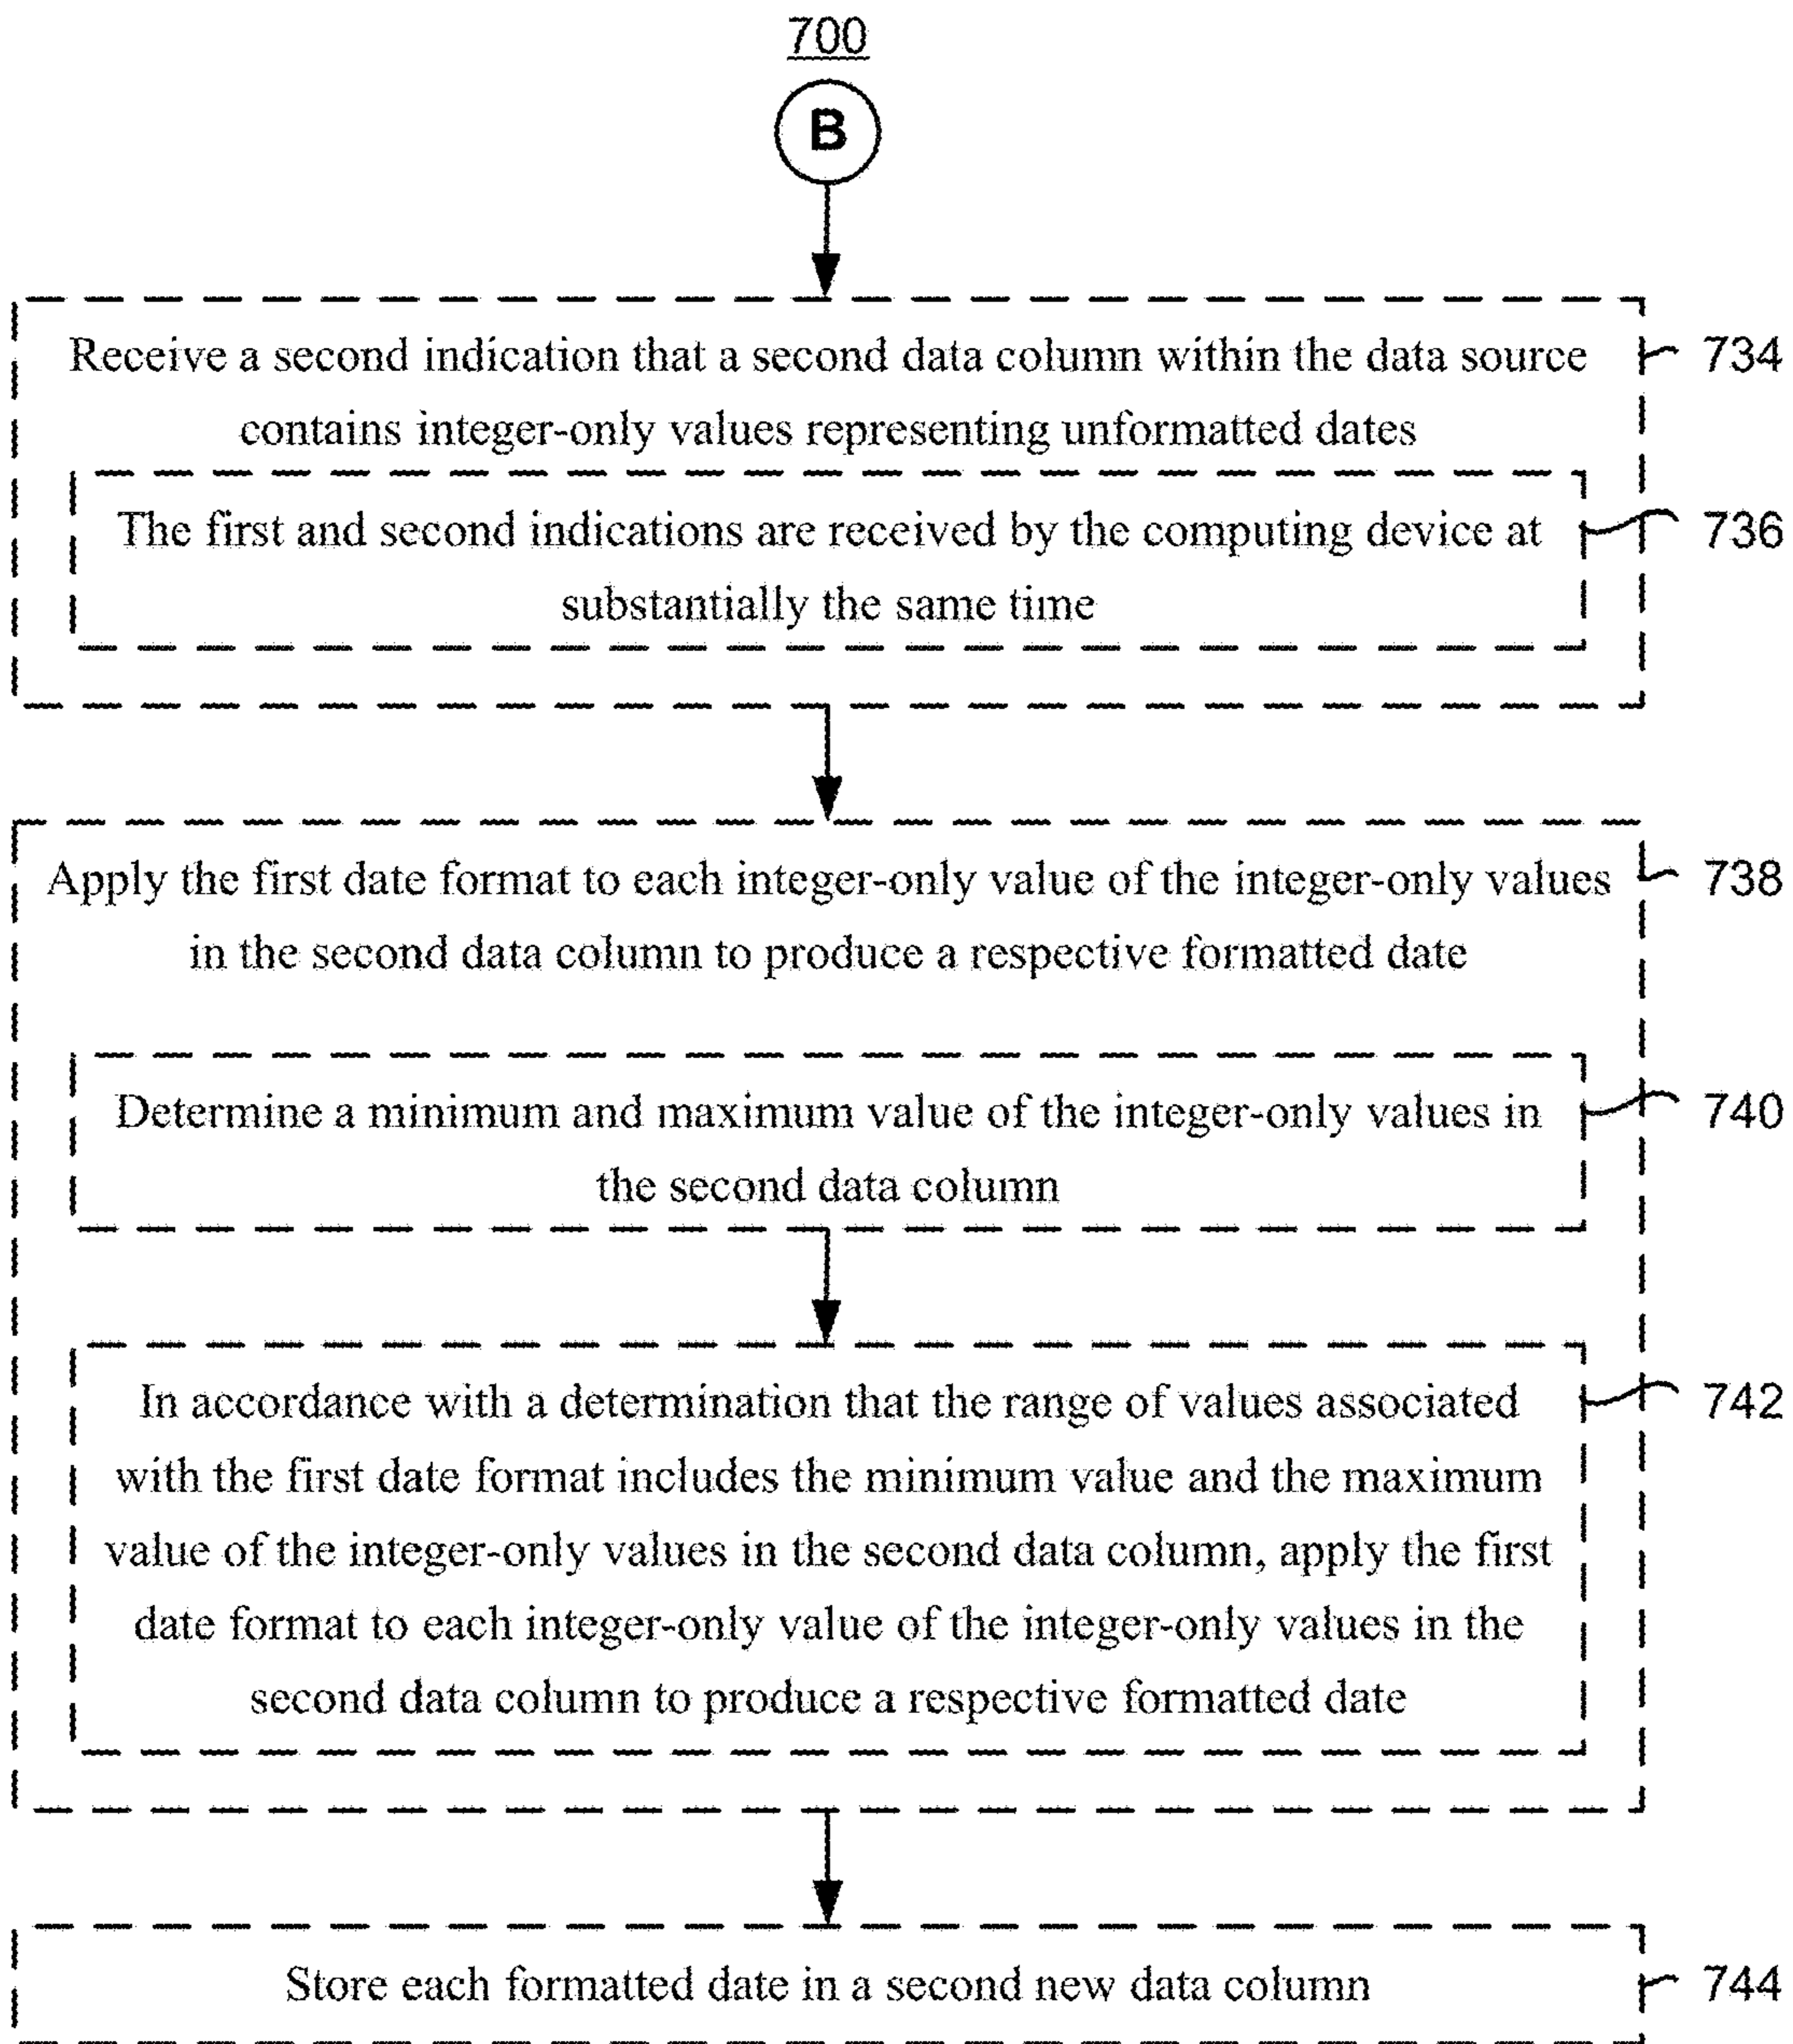 700
B
Receive a second indication that a second data column within the data source
734
contains integer-only values representing unformatted dates
The first and second indications are received by the computing device at
736
substantially the same time
Apply the first date format to each integer-only value of the integer-only values
738
in the second data column to produce a respective formatted date
Determine a minimum and maximum value of the integer-only values in
740
the second data column
In accordance with a determination that the range of values associated
742
with the first date format includes the minimum value and the maximum
value of the integer-only values in the second data column, apply the first
date format to each integer-only value of the integer-only values in the
second data column to produce a respective formatted date
Store each formatted date in a second new data column
744